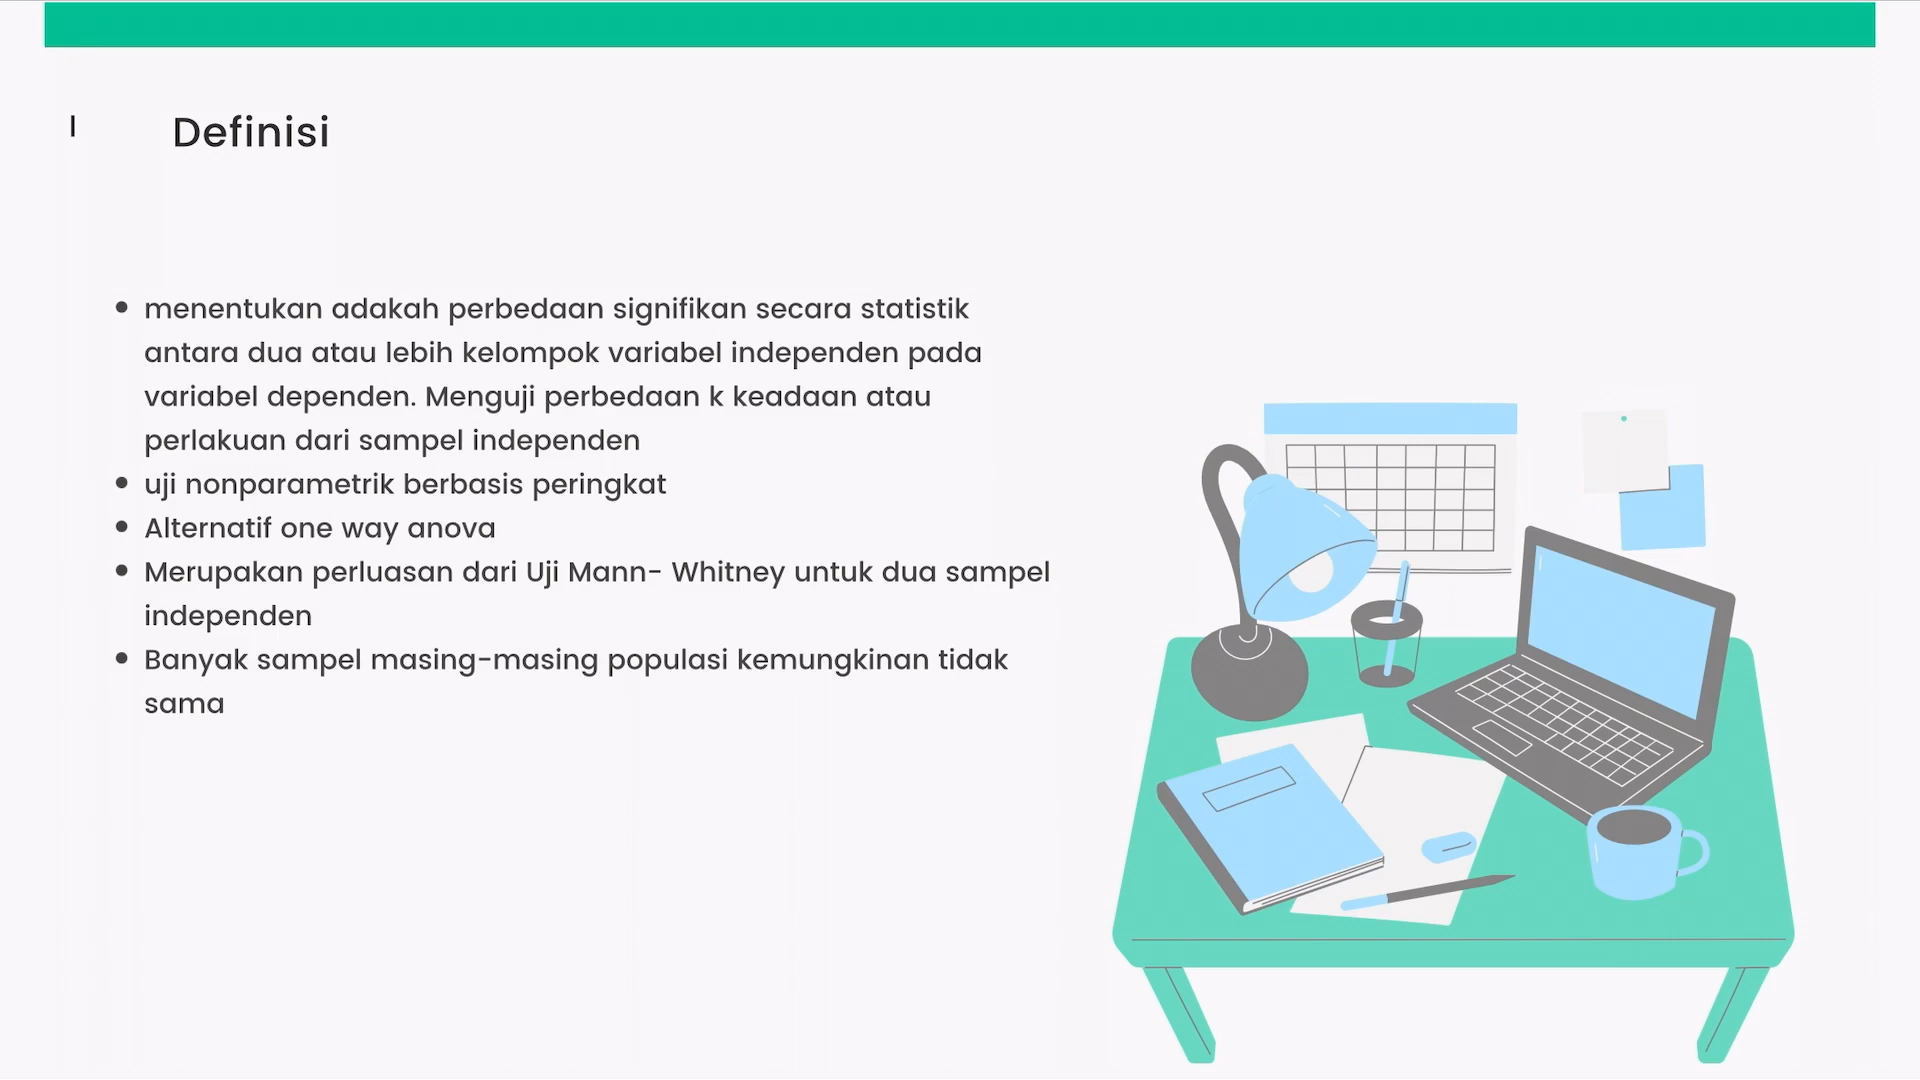 I
Definisi
• menentukan adakah perbedaan signifikan secara statistik
antara dua atau lebih kelompok variabel independen pada
variabel dependen. Menguji perbedaan k keadaan atau
perlakuan dari sampel independen
• uji nonparametrik berbasis peringkat
• Alternatif one way anova
• Merupakan perluasan dari Uji Mann- Whitney untuk dua sampel
independen
• Banyak sampel masing-masing populasi kemungkinan tidak
sama